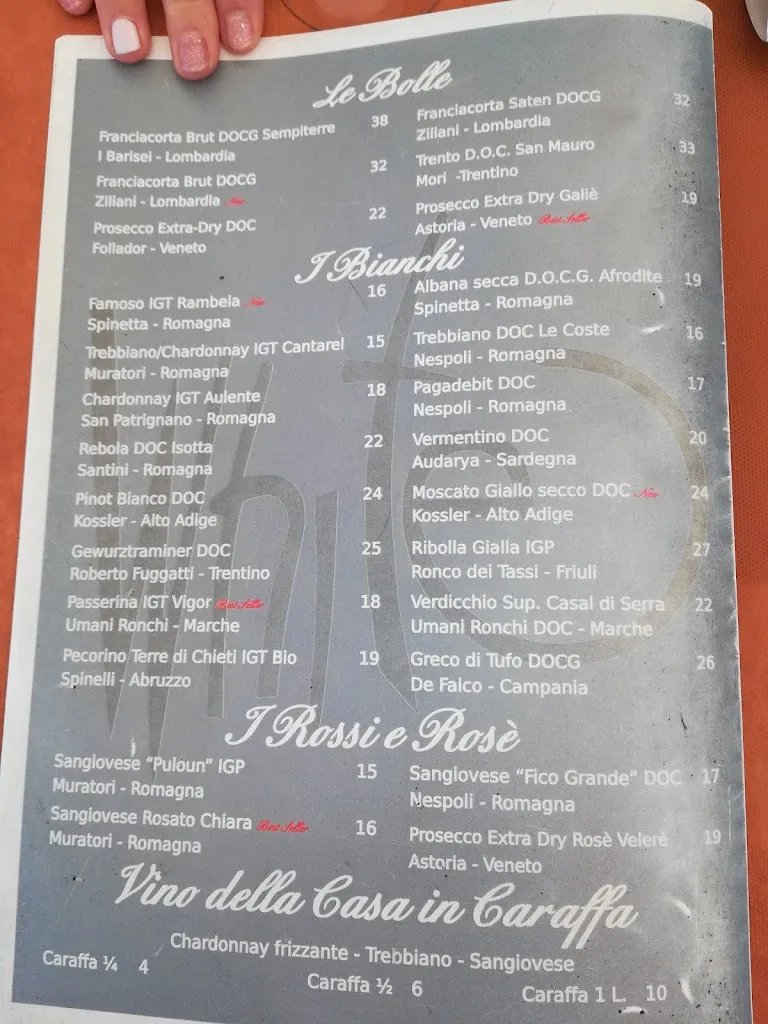 Le Bolle
Franciacorta Brut DOCG Sempiterre 38
I Barisei - Lombardia
Franciacorta Brut DOCG 32
Ziliani - Lombardia New
Prosecco Extra-Dry DOC 22
Follador - Veneto
Franciacorta Saten DOCG 32
Ziliani - Lombardia
Trento D.O.C. San Mauro 33
Mori -Trentino
Prosecco Extra Dry Galiè 19
Astoria - Veneto Best Seller
I Bianchi
Famoso IGT Rambela New 16
Spinetta - Romagna
Trebbiano/Chardonnay IGT Cantarel 15
Muratori - Romagna
Chardonnay IGT Aulente 18
San Patrignano - Romagna
Rebola DOC Isotta 22
Santini - Romagna
Pinot Bianco DOC 24
Kossler - Alto Adige
Gewurztraminer DOC 25
Roberto Fuggatti - Trentino
Passerina IGT Vigor Best Seller 18
Umani Ronchi - Marche
Pecorino Terre di Chieti IGT Bio 19
Spinelli - Abruzzo
Albana secca D.O.C.G. Afrodite 19
Spinetta - Romagna
Trebbiano DOC Le Coste 16
Nespoli - Romagna
Pagadebit DOC 17
Nespoli - Romagna
Vermentino DOC 20
Audarya - Sardegna
Moscato Giallo secco DOC New 24
Kossler - Alto Adige
Ribolla Gialla IGP 27
Ronco dei Tassi - Friuli
Verdicchio Sup. Casal di Serra 22
Umani Ronchi DOC - Marche
Greco di Tufo DOCG 26
De Falco - Campania
White
I Rossi e Rosè
Sangiovese "Puloun" IGP 15
Muratori - Romagna
Sangiovese Rosato Chiara Best Seller 16
Muratori - Romagna
Sangiovese "Fico Grande" DOC 17
Nespoli - Romagna
Prosecco Extra Dry Rosè Velerè 19
Astoria - Veneto
Vino della Casa in Caraffa
Chardonnay frizzante - Trebbiano - Sangiovese
Caraffa ¼ 4
Caraffa ½ 6
Caraffa 1 L. 10